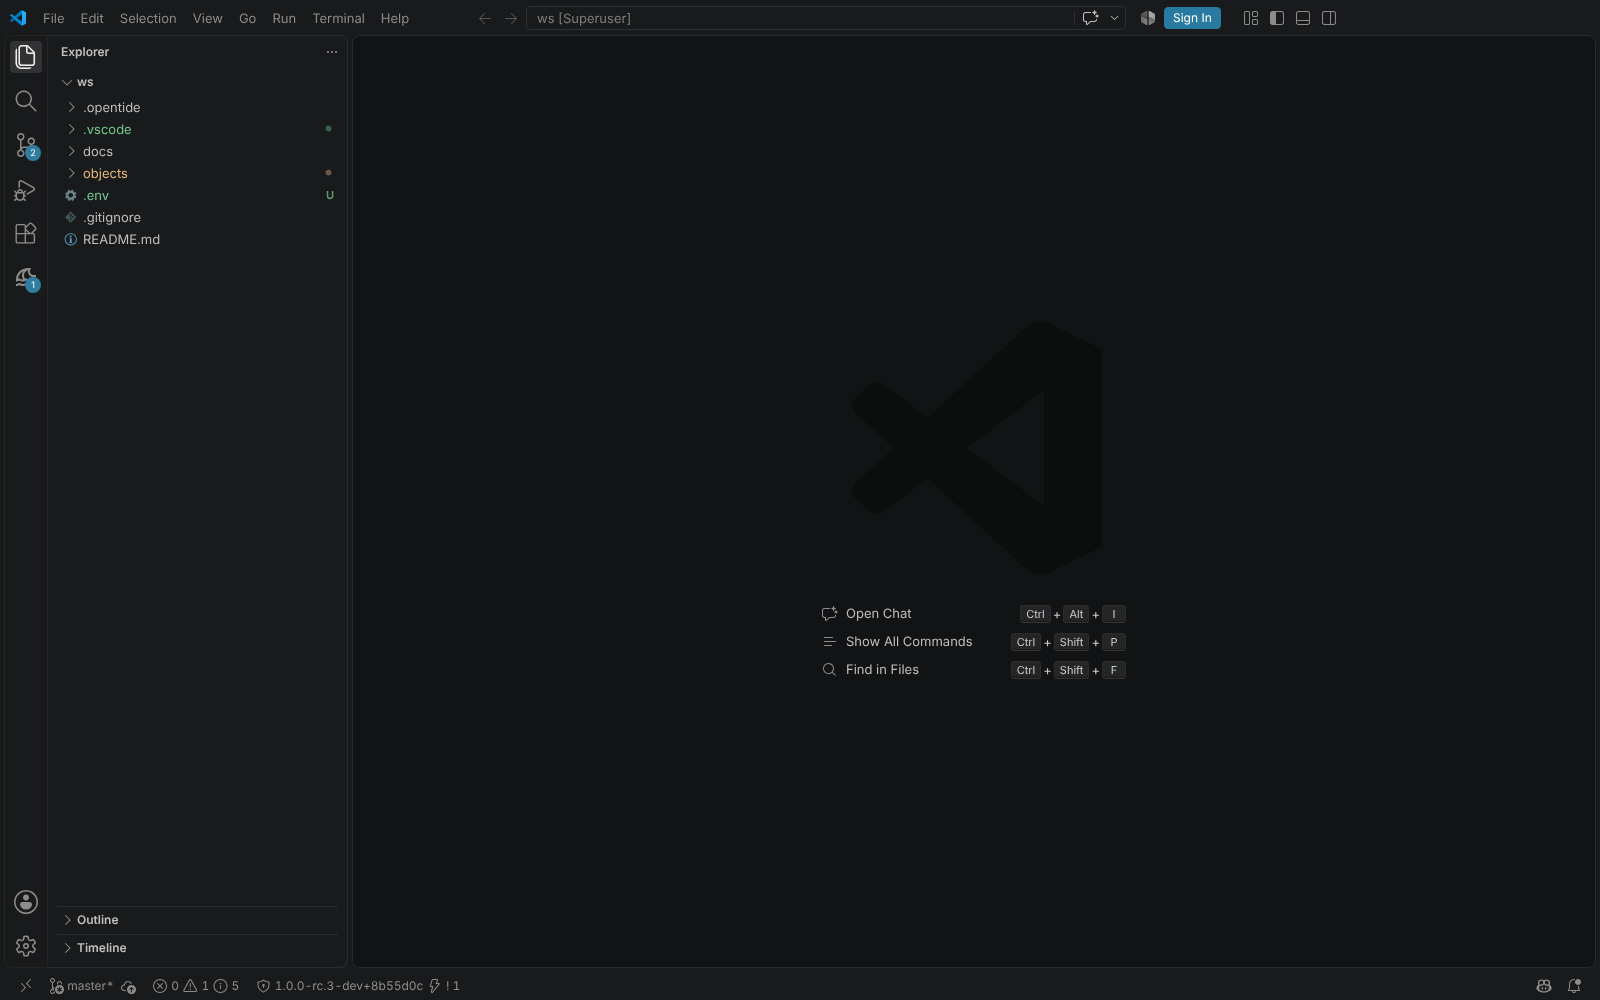 File Edit Selection View Go Run Terminal Help
ws [Superuser]
Sign In
Explorer
ws
.opentide
.vscode
docs
objects
.env U
.gitignore
README.md
2
1
Open Chat Ctrl + Alt + I
Show All Commands Ctrl + Shift + P
Find in Files Ctrl + Shift + F
Outline
Timeline
master* 0 1 5 1.0.0-rc.3-dev+8b55d0c ! 1